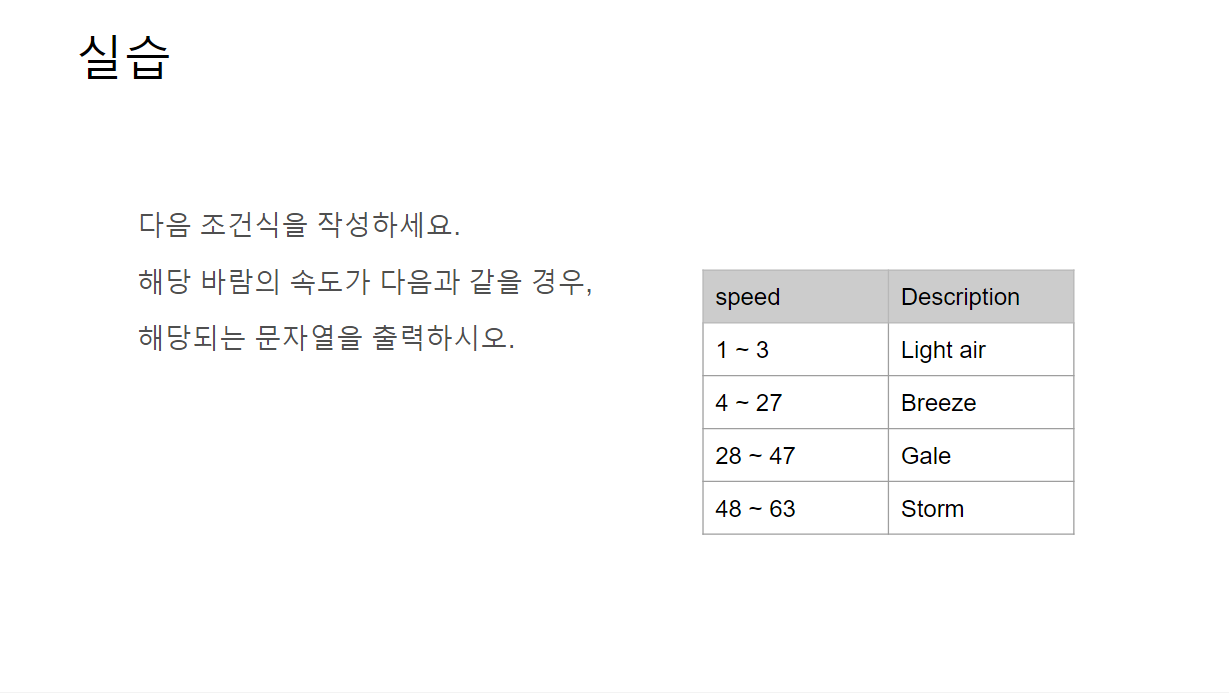 실습
다음 조건식을 작성하세요.
해당 바람의 속도가 다음과 같을 경우,
해당되는 문자열을 출력하시오.
speed Description
1 ~ 3 Light air
4 ~ 27 Breeze
28 ~ 47 Gale
48 ~ 63 Storm